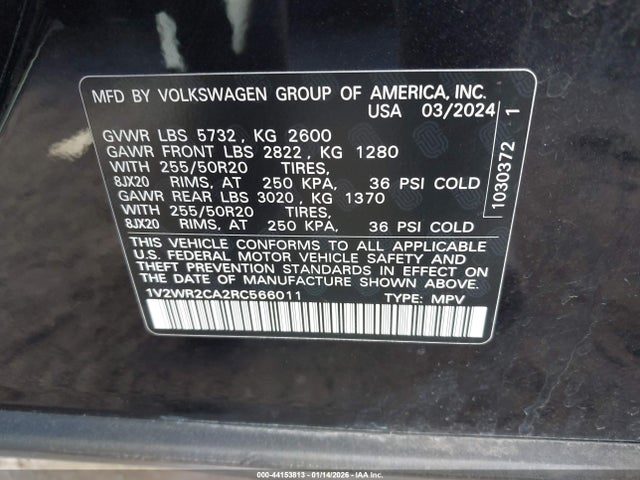 MFD BY VOLKSWAGEN GROUP OF AMERICA, INC.
USA 03/2024
GVWR LBS 5732 , KG 2600
GAWR FRONT LBS 2822 , KG 1280
WITH 255/50R20 TIRES,
8JX20 RIMS, AT 250 KPA, 36 PSI COLD
GAWR REAR LBS 3020 , KG 1370
WITH 255/50R20 TIRES,
8JX20 RIMS, AT 250 KPA, 36 PSI COLD
THIS VEHICLE CONFORMS TO ALL APPLICABLE
U.S. FEDERAL MOTOR VEHICLE SAFETY AND
THEFT PREVENTION STANDARDS IN EFFECT ON
THE DATE OF MANUFACTURE SHOWN ABOVE.
1V2WR2CA2RC566011 TYPE: MPV
1030372 1
000-44153813 - 01/14/2026 - IAA Inc.